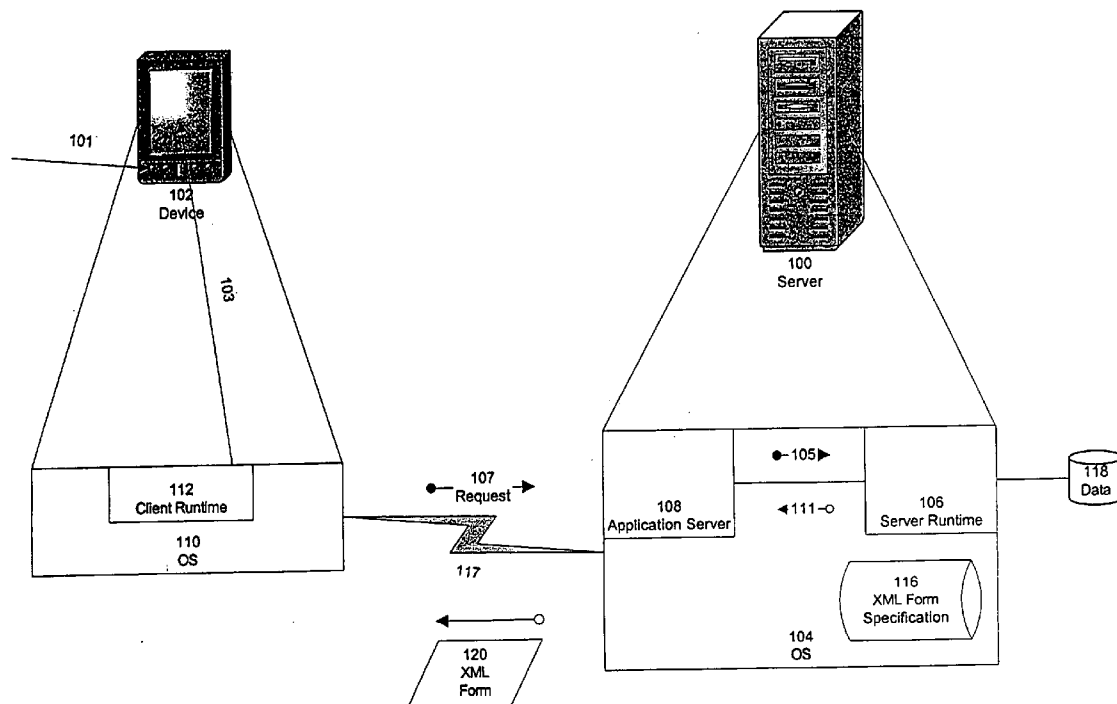 101
102
Device
103
100
Server
112
Client Runtime
110
OS
107
Request
117
120
XML
Form
105
111
108
Application Server
106
Server Runtime
116
XML Form
Specification
104
OS
118
Data